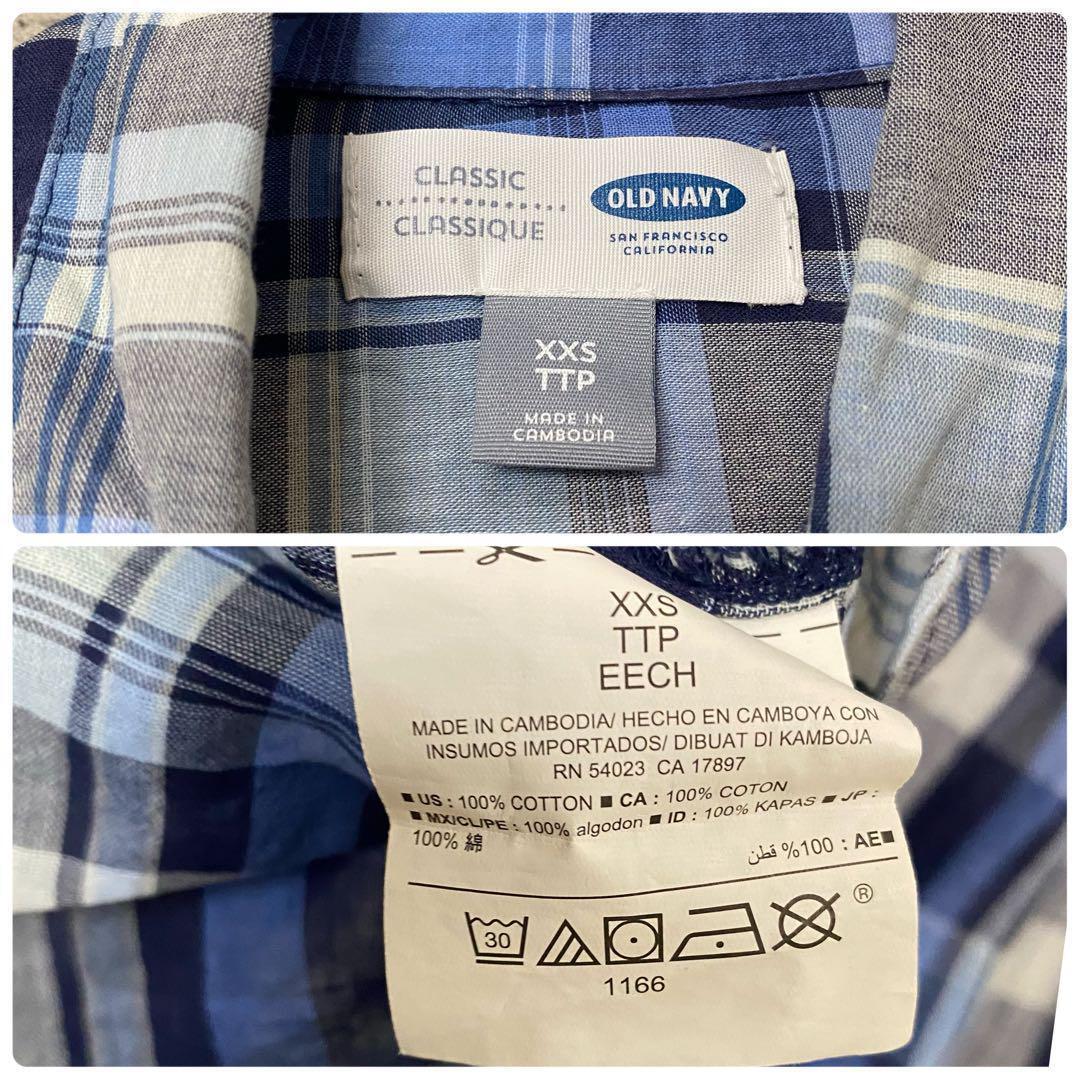 CLASSIC
CLASSIQUE
OLD NAVY
SAN FRANCISCO
CALIFORNIA
XXS
TTP
MADE IN
CAMBODIA
XXS
TTP
EECH
MADE IN CAMBODIA/ HECHO EN CAMBOYA CON
INSUMOS IMPORTADOS/ DIBUAT DI KAMBOJA
RN 54023 CA 17897
■ US : 100% COTTON ■ CA : 100% COTON
■ MX/CL/PE : 100% algodon ■ ID : 100% KAPAS ■ JP :
100% 綿
■AE : 100% قطن
30
®
1166